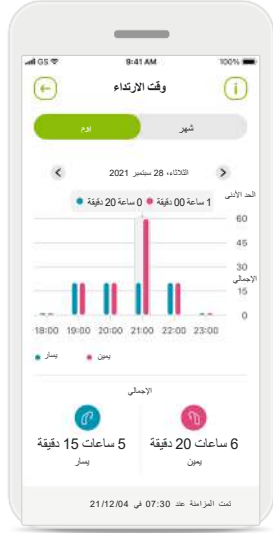 GS 9:41 AM 100%
وقت الارتداء
يوم شهر
الثلاثاء، 28 سبتمبر 2021
الحد الأدنى
1 ساعة 00 دقيقة 0 ساعة 20 دقيقة
60
45
30
الإجمالي
15
0
18:00 19:00 20:00 21:00 22:00 23:00
يسار يمين
الإجمالي
5 ساعات 15 دقيقة 6 ساعات 20 دقيقة
يسار يمين
تمت المزامنة عند 07:30 في 21/12/04